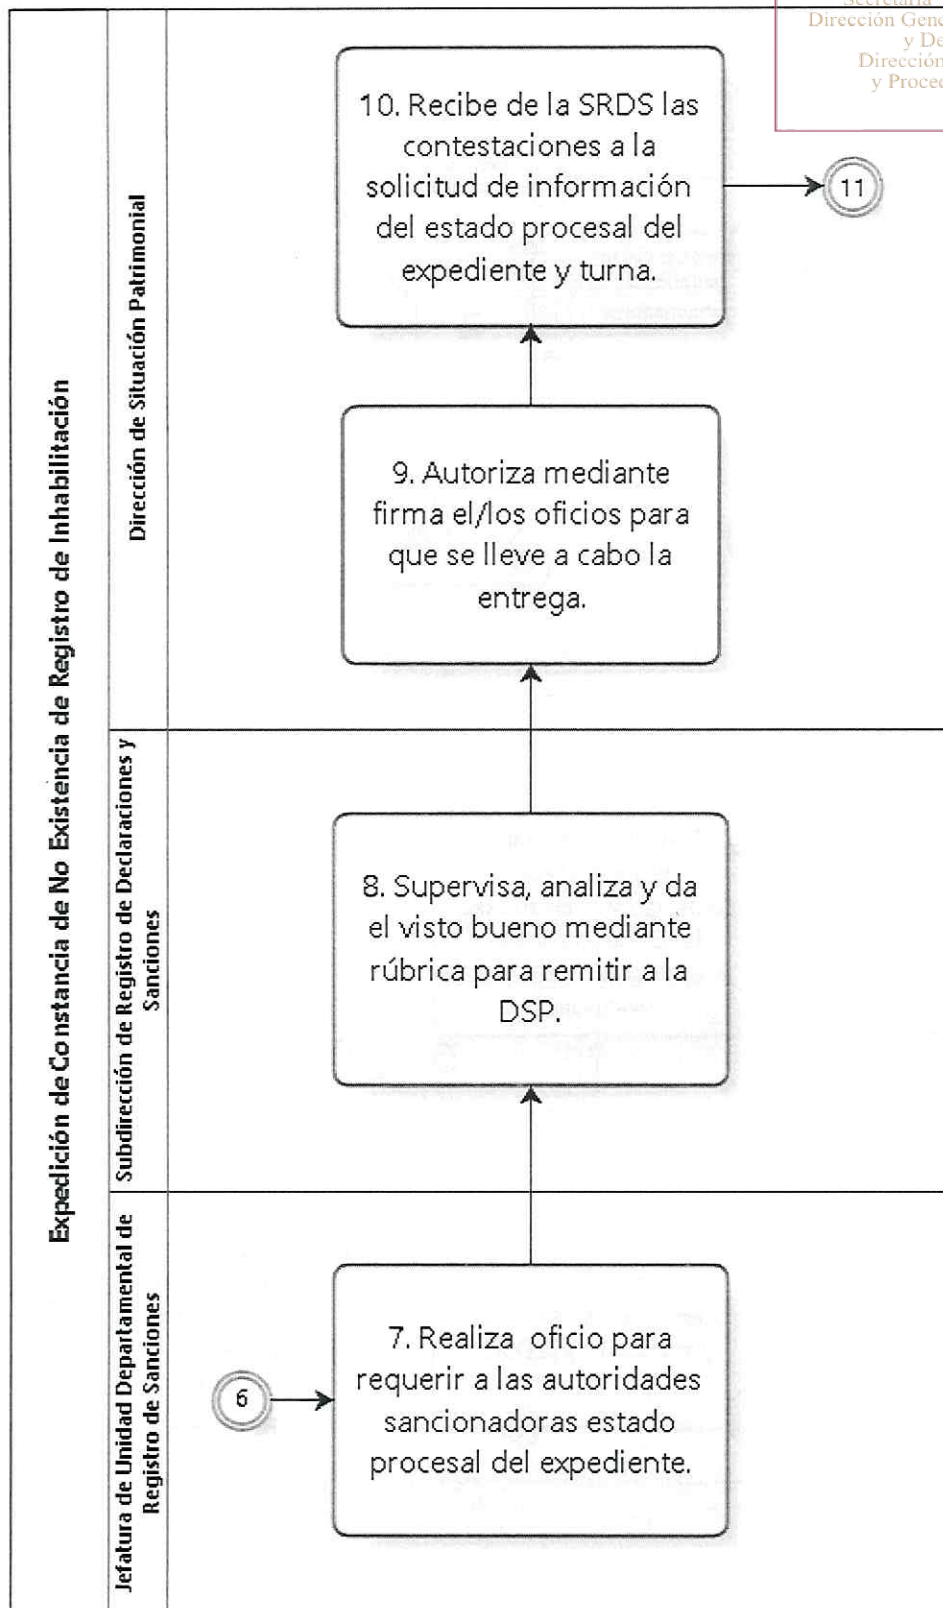 Dirección Gene
y De
Dirección
y Proced
Expedición de Constancia de No Existencia de Registro de Inhabilitación
Dirección de Situación Patrimonial
10. Recibe de la SRDS las
contestaciones a la
solicitud de información
del estado procesal del
expediente y turna.
11
9. Autoriza mediante
firma el/los oficios para
que se lleve a cabo la
entrega.
Subdirección de Registro de Declaraciones y
Sanciones
8. Supervisa, analiza y da
el visto bueno mediante
rúbrica para remitir a la
DSP.
Jefatura de Unidad Departamental de
Registro de Sanciones
6
7. Realiza oficio para
requerir a las autoridades
sancionadoras estado
procesal del expediente.